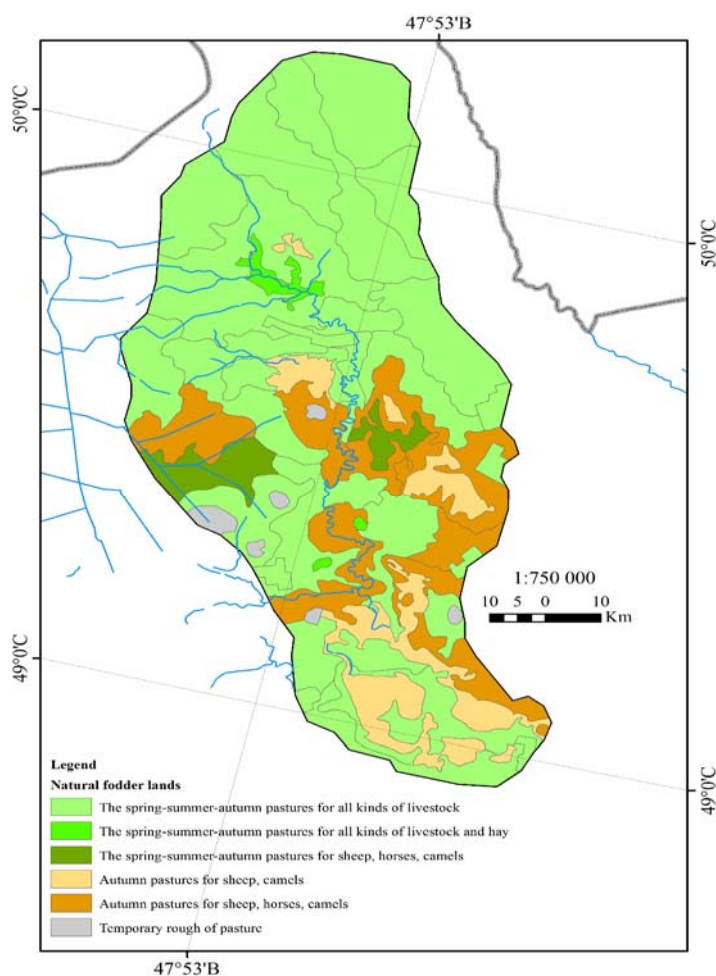 47°53'B
50°0'C
50°0'C
1:750 000
10 5 0 10
Km
49°0'C
49°0'C
Legend
Natural fodder lands
The spring-summer-autumn pastures for all kinds of livestock
The spring-summer-autumn pastures for all kinds of livestock and hay
The spring-summer-autumn pastures for sheep, horses, camels
Autumn pastures for sheep, camels
Autumn pastures for sheep, horses, camels
Temporary rough of pasture
47°53'B